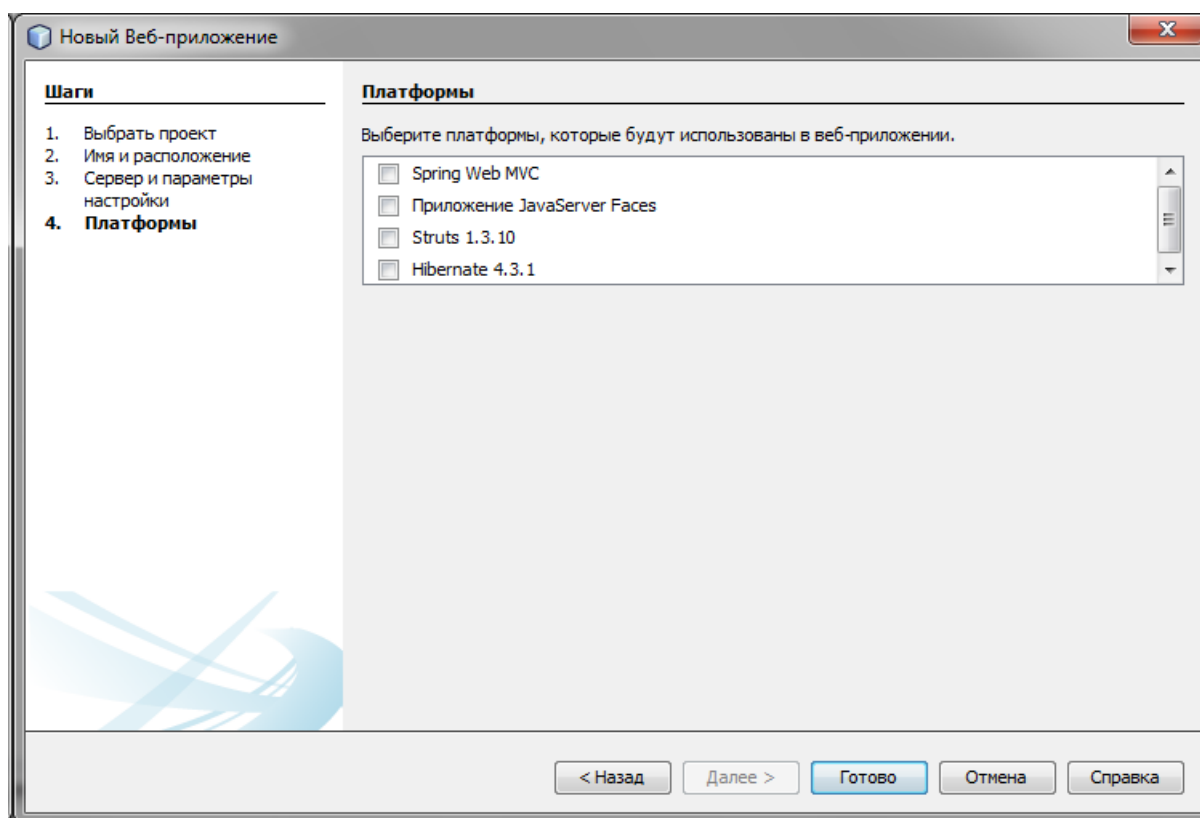 Новый Веб-приложение
Шаги
1. Выбрать проект
2. Имя и расположение
3. Сервер и параметры
настройки
4. Платформы
Платформы
Выберите платформы, которые будут использованы в веб-приложении.
Spring Web MVC
Приложение JavaServer Faces
Struts 1.3.10
Hibernate 4.3.1
< Назад
Далее >
Готово
Отмена
Справка